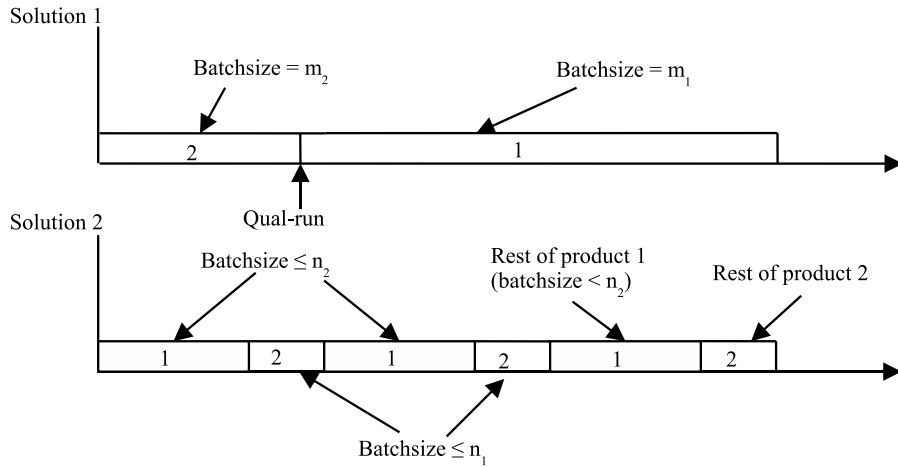 Solution 1
Batchsize = m₂
Batchsize = m₁
2
1
Qual-run
Solution 2
Batchsize ≤ n₂
Rest of product 1
(batchsize < n₂)
Rest of product 2
1
2
1
2
1
2
Batchsize ≤ n₁